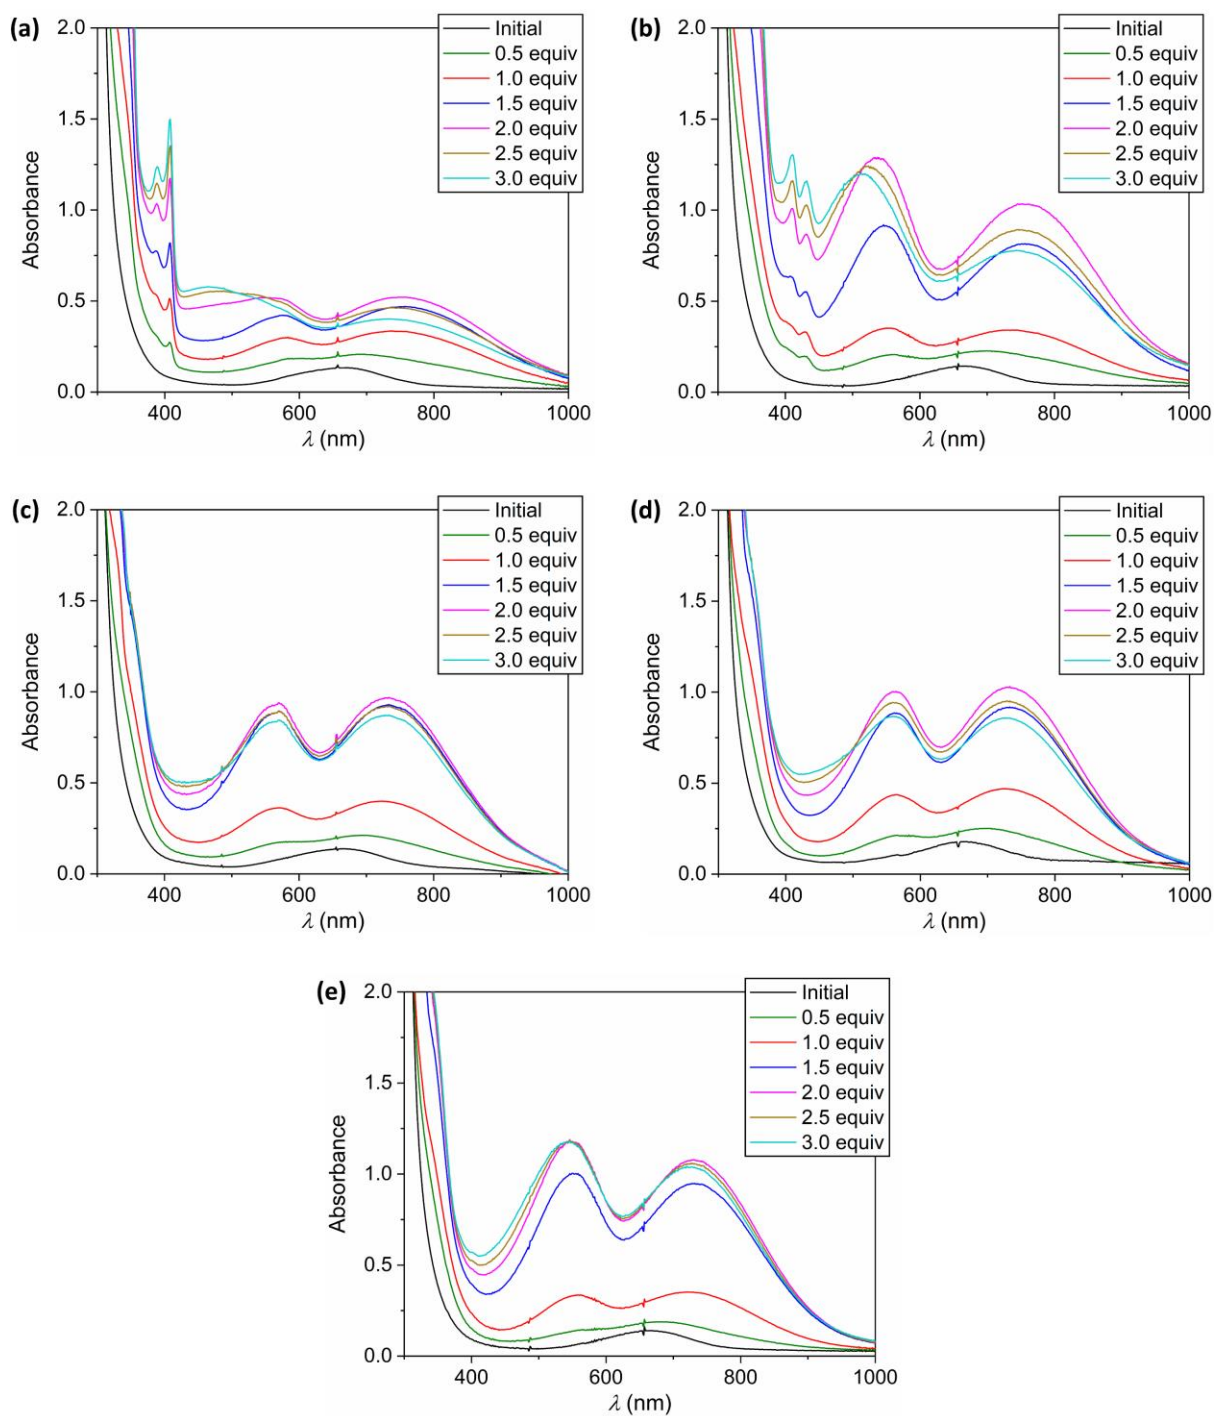 (a)
2.0
1.5
1.0
0.5
0.0
Absorbance
400 600 800 1000
λ (nm)
Initial
0.5 equiv
1.0 equiv
1.5 equiv
2.0 equiv
2.5 equiv
3.0 equiv
(b)
2.0
1.5
1.0
0.5
0.0
Absorbance
400 600 800 1000
λ (nm)
Initial
0.5 equiv
1.0 equiv
1.5 equiv
2.0 equiv
2.5 equiv
3.0 equiv
(c)
2.0
1.5
1.0
0.5
0.0
Absorbance
400 600 800 1000
λ (nm)
Initial
0.5 equiv
1.0 equiv
1.5 equiv
2.0 equiv
2.5 equiv
3.0 equiv
(d)
2.0
1.5
1.0
0.5
0.0
Absorbance
400 600 800 1000
λ (nm)
Initial
0.5 equiv
1.0 equiv
1.5 equiv
2.0 equiv
2.5 equiv
3.0 equiv
(e)
2.0
1.5
1.0
0.5
0.0
Absorbance
400 600 800 1000
λ (nm)
Initial
0.5 equiv
1.0 equiv
1.5 equiv
2.0 equiv
2.5 equiv
3.0 equiv